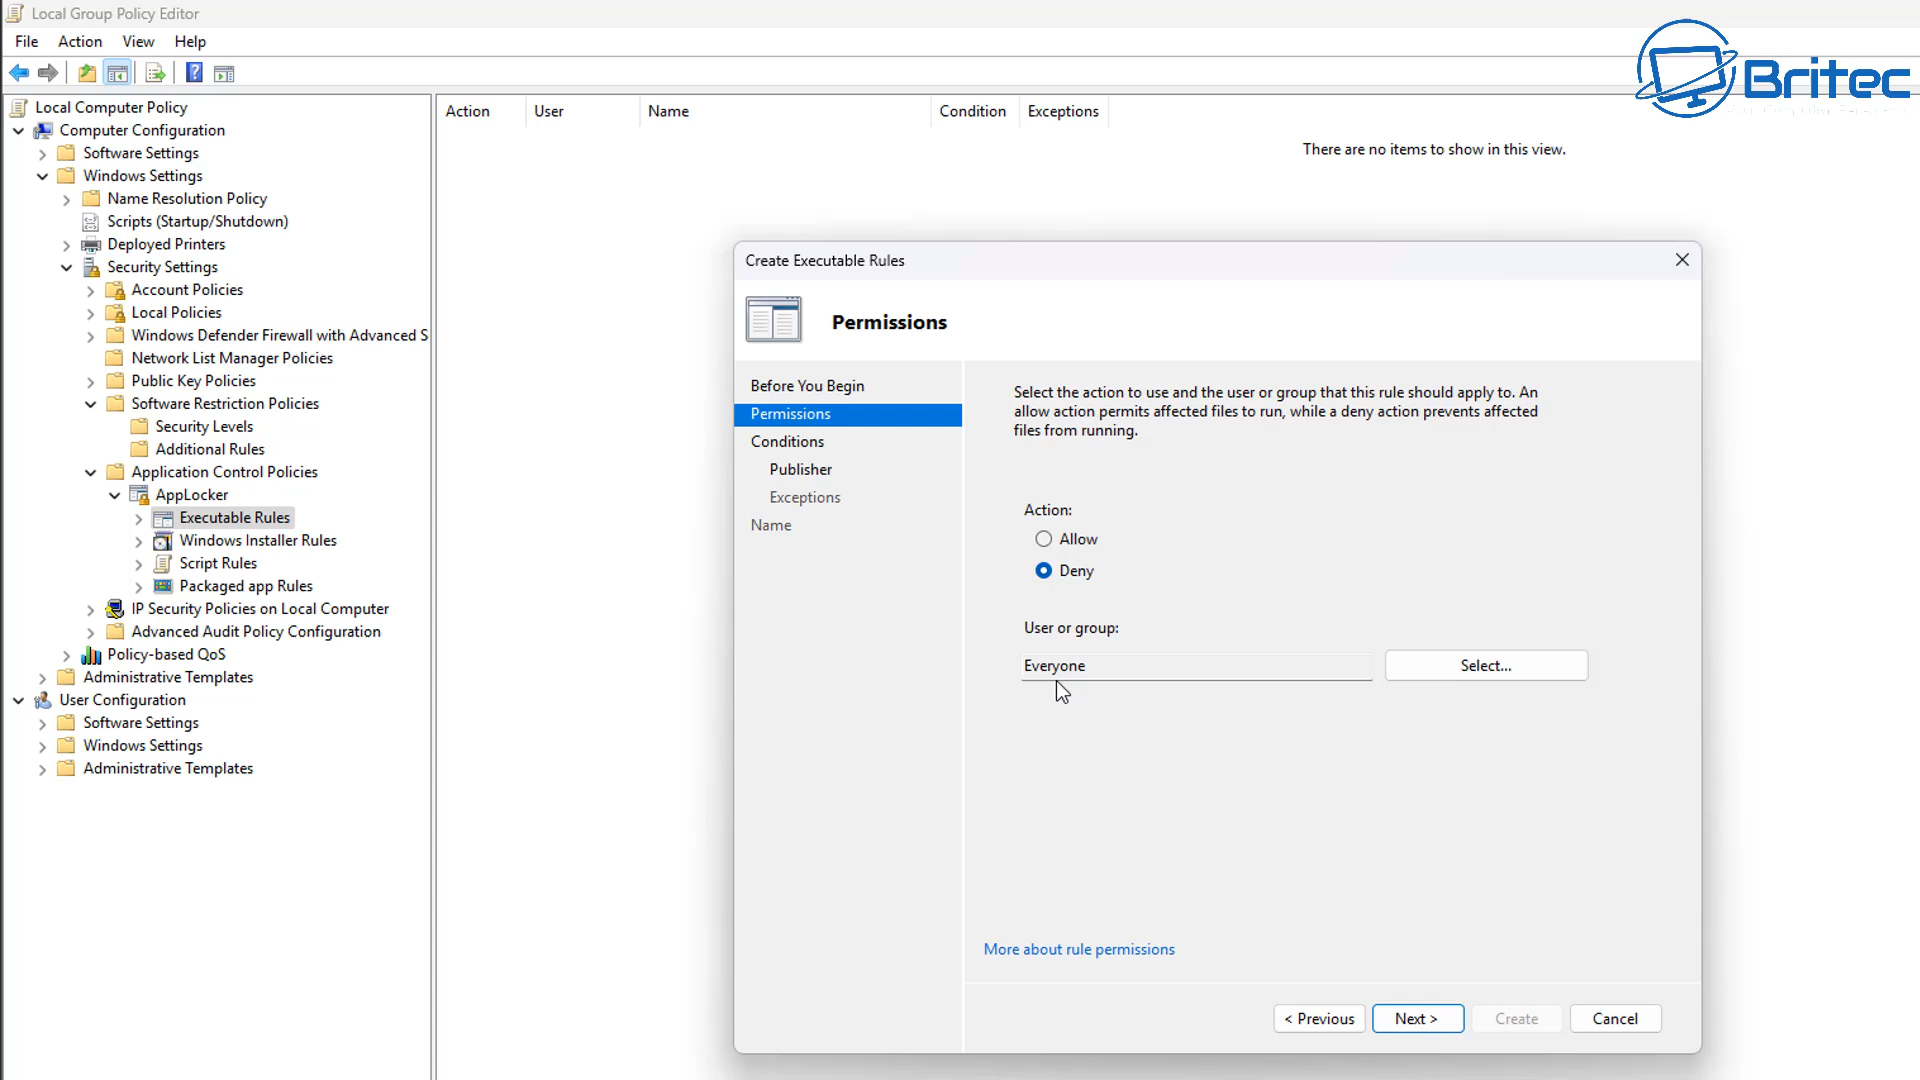 Local Group Policy Editor
File Action View Help
Britec
Local Computer Policy
Computer Configuration
Software Settings
Windows Settings
Name Resolution Policy
Scripts (Startup/Shutdown)
Deployed Printers
Security Settings
Account Policies
Local Policies
Windows Defender Firewall with Advanced S
Network List Manager Policies
Public Key Policies
Software Restriction Policies
Security Levels
Additional Rules
Application Control Policies
AppLocker
Executable Rules
Windows Installer Rules
Script Rules
Packaged app Rules
IP Security Policies on Local Computer
Advanced Audit Policy Configuration
Policy-based QoS
Administrative Templates
User Configuration
Software Settings
Windows Settings
Administrative Templates
Action User Name Condition Exceptions
There are no items to show in this view.
Create Executable Rules
Permissions
Before You Begin
Permissions
Conditions
Publisher
Exceptions
Name
Select the action to use and the user or group that this rule should apply to. An
allow action permits affected files to run, while a deny action prevents affected
files from running.
Action:
Allow
Deny
User or group:
Everyone Select...
More about rule permissions
< Previous Next > Create Cancel